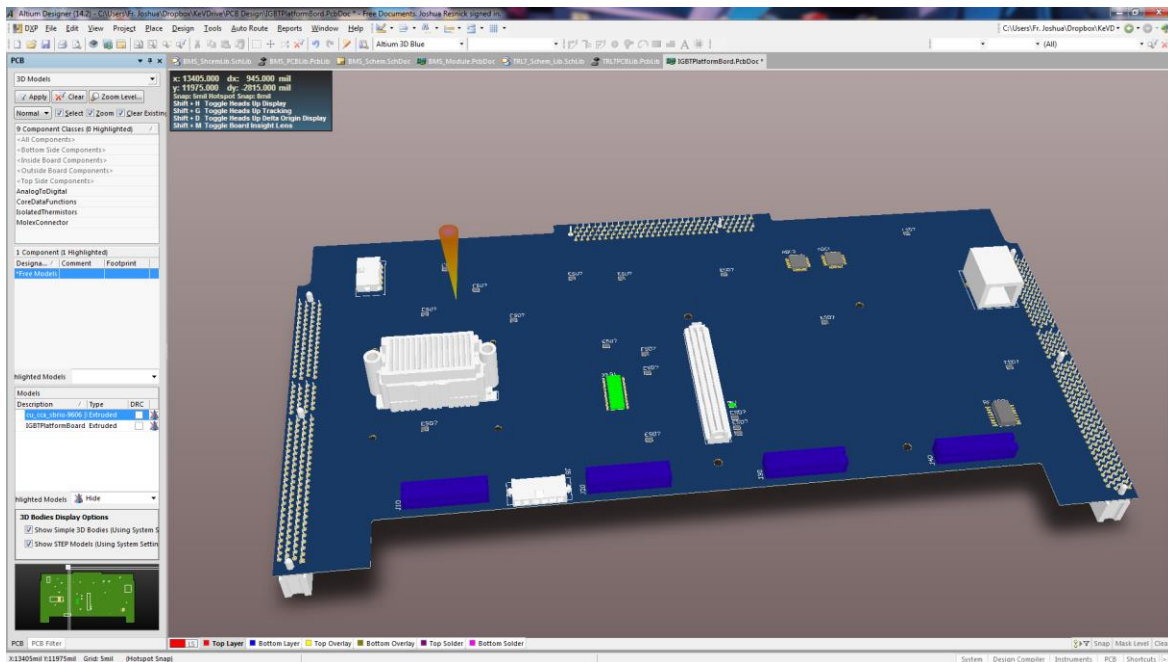 Altium Designer (14.2) - C:\Users\Fr. Joshua\Dropbox\KeVDrive\PCB Design\IGBTPlatformBord.PcbDoc * - Free Documents. Joshua Resnick signed in.
DXP File Edit View Project Place Design Tools Auto Route Reports Window Help
C:\Users\Fr. Joshua\Dropbox\KeVD
Altium 3D Blue
(All)
PCB
BMS_ShcemLib.SchLib BMS_PCBLib.PcbLib BMS_Schem.SchDoc BMS_Module.PcbDoc TRLT_Schem_Lib.SchLib TRLTPCBLib.PcbLib IGBTPlatformBord.PcbDoc *
3D Models
Apply Clear Zoom Level...
Normal Select Zoom Clear Existing
9 Component Classes (0 Highlighted)
<All Components>
<Bottom Side Components>
<Inside Board Components>
<Outside Board Components>
<Top Side Components>
AnalogToDigital
CoreDataFunctions
IsolatedThermistors
MolexConnector
1 Component (1 Highlighted)
Designa... Comment Footprint
*Free Models
hlighted Models
Models
Description Type DRC
cu_cca_sbrio-9606 Extruded
IGBTPlatformBoard Extruded
hlighted Models Hide
3D Bodies Display Options
Show Simple 3D Bodies (Using System S
Show STEP Models (Using System Settin
PCB PCB Filter
x: 13405.000 dx: 945.000 mil
y: 11975.000 dy: -2815.000 mil
Snap: 5mil Hotspot Snap: 8mil
Shift + H Toggle Heads Up Display
Shift + G Toggle Heads Up Tracking
Shift + D Toggle Heads Up Delta Origin Display
Shift + M Toggle Board Insight Lens
LS Top Layer Bottom Layer Top Overlay Bottom Overlay Top Solder Bottom Solder
Snap Mask Level Clear
X:13405mil Y:11975mil Grid: 5mil (Hotspot Snap)
System Design Compiler Instruments PCB Shortcuts